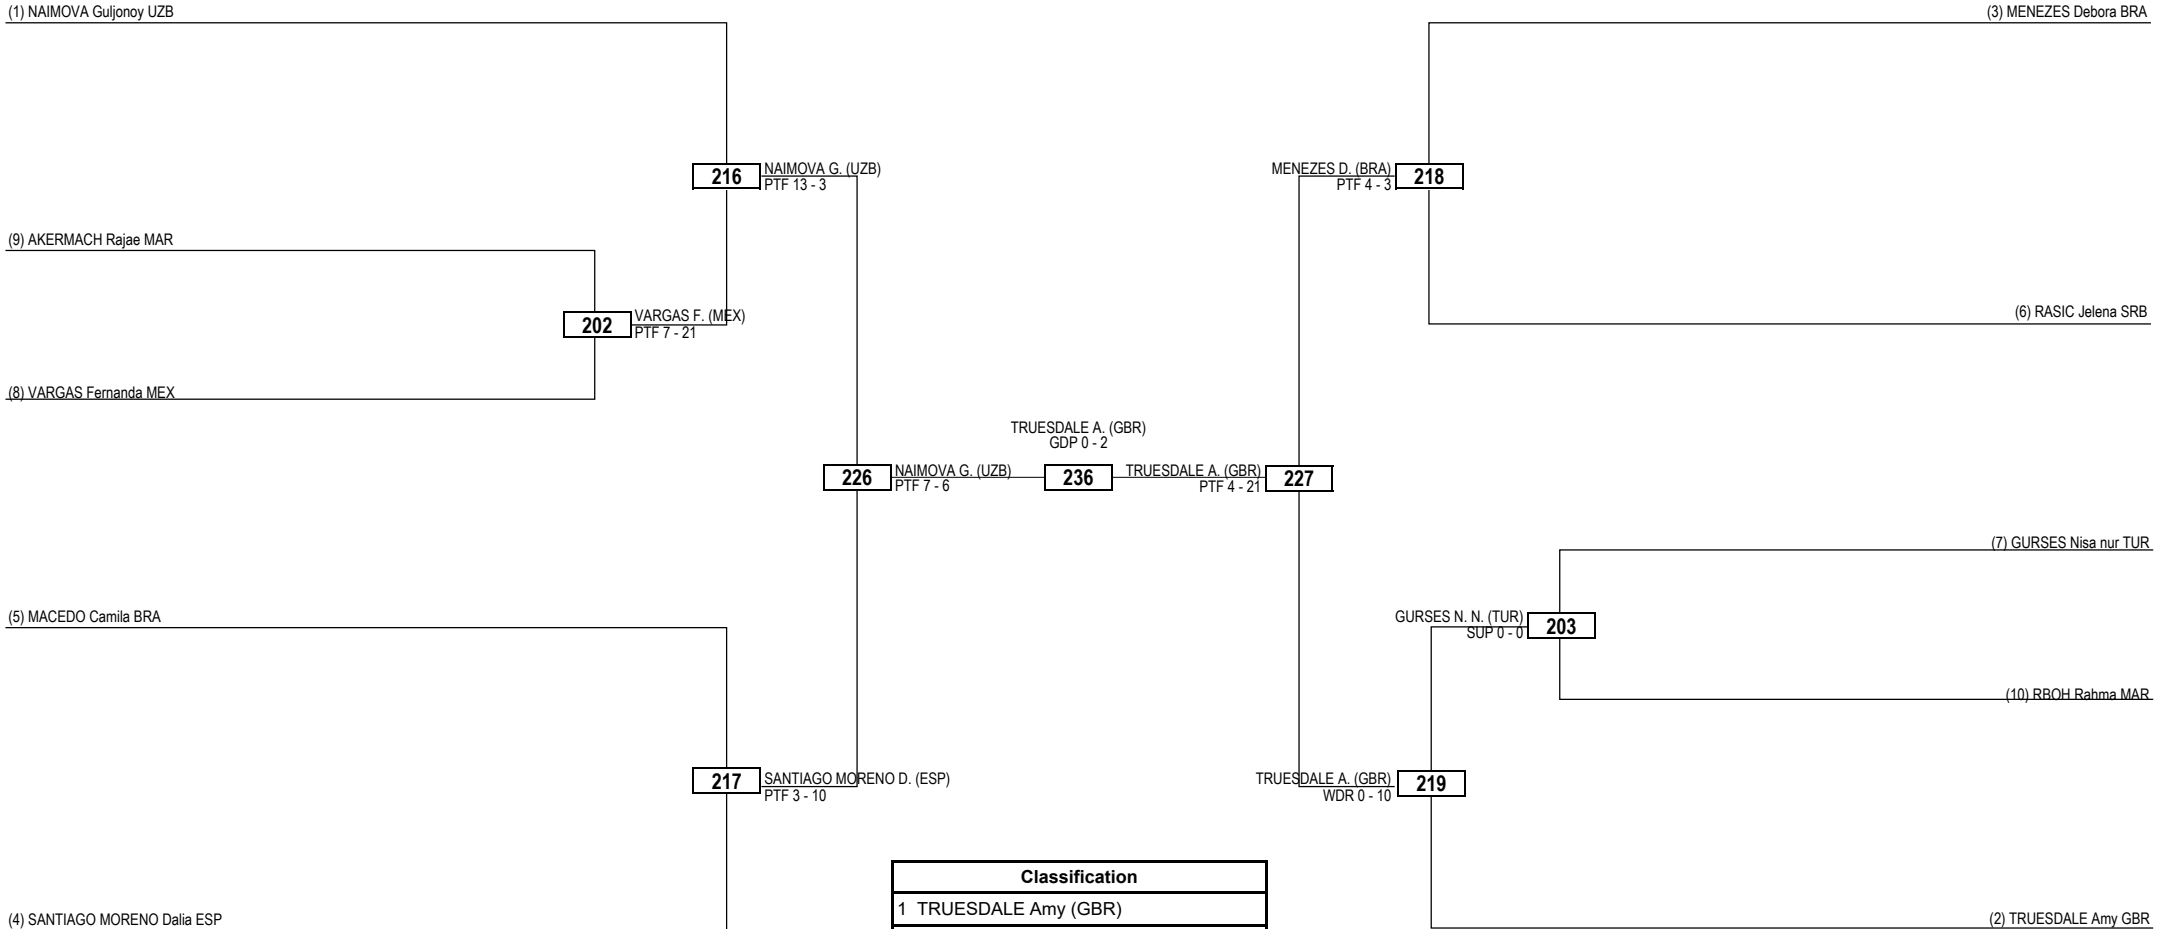 (1) NAIMOVA Guljonoy UZB
(3) MENEZES Debora BRA
216
NAIMOVA G. (UZB)
PTF 13 - 3
MENEZES D. (BRA)
PTF 4 - 3
218
(9) AKERMACH Rajae MAR
202
VARGAS F. (MEX)
PTF 7 - 21
(6) RASIC Jelena SRB
(8) VARGAS Fernanda MEX
TRUESDALE A. (GBR)
GDP 0 - 2
226
NAIMOVA G. (UZB)
PTF 7 - 6
236
TRUESDALE A. (GBR)
PTF 4 - 21
227
(7) GURSES Nisa nur TUR
(5) MACEDO Camila BRA
GURSES N. N. (TUR)
SUP 0 - 0
203
(10) RBOH Rahma MAR
217
SANTIAGO MORENO D. (ESP)
PTF 3 - 10
TRUESDALE A. (GBR)
WDR 0 - 10
219
Classification
1 TRUESDALE Amy (GBR)
(4) SANTIAGO MORENO Dalia ESP
(2) TRUESDALE Amy GBR